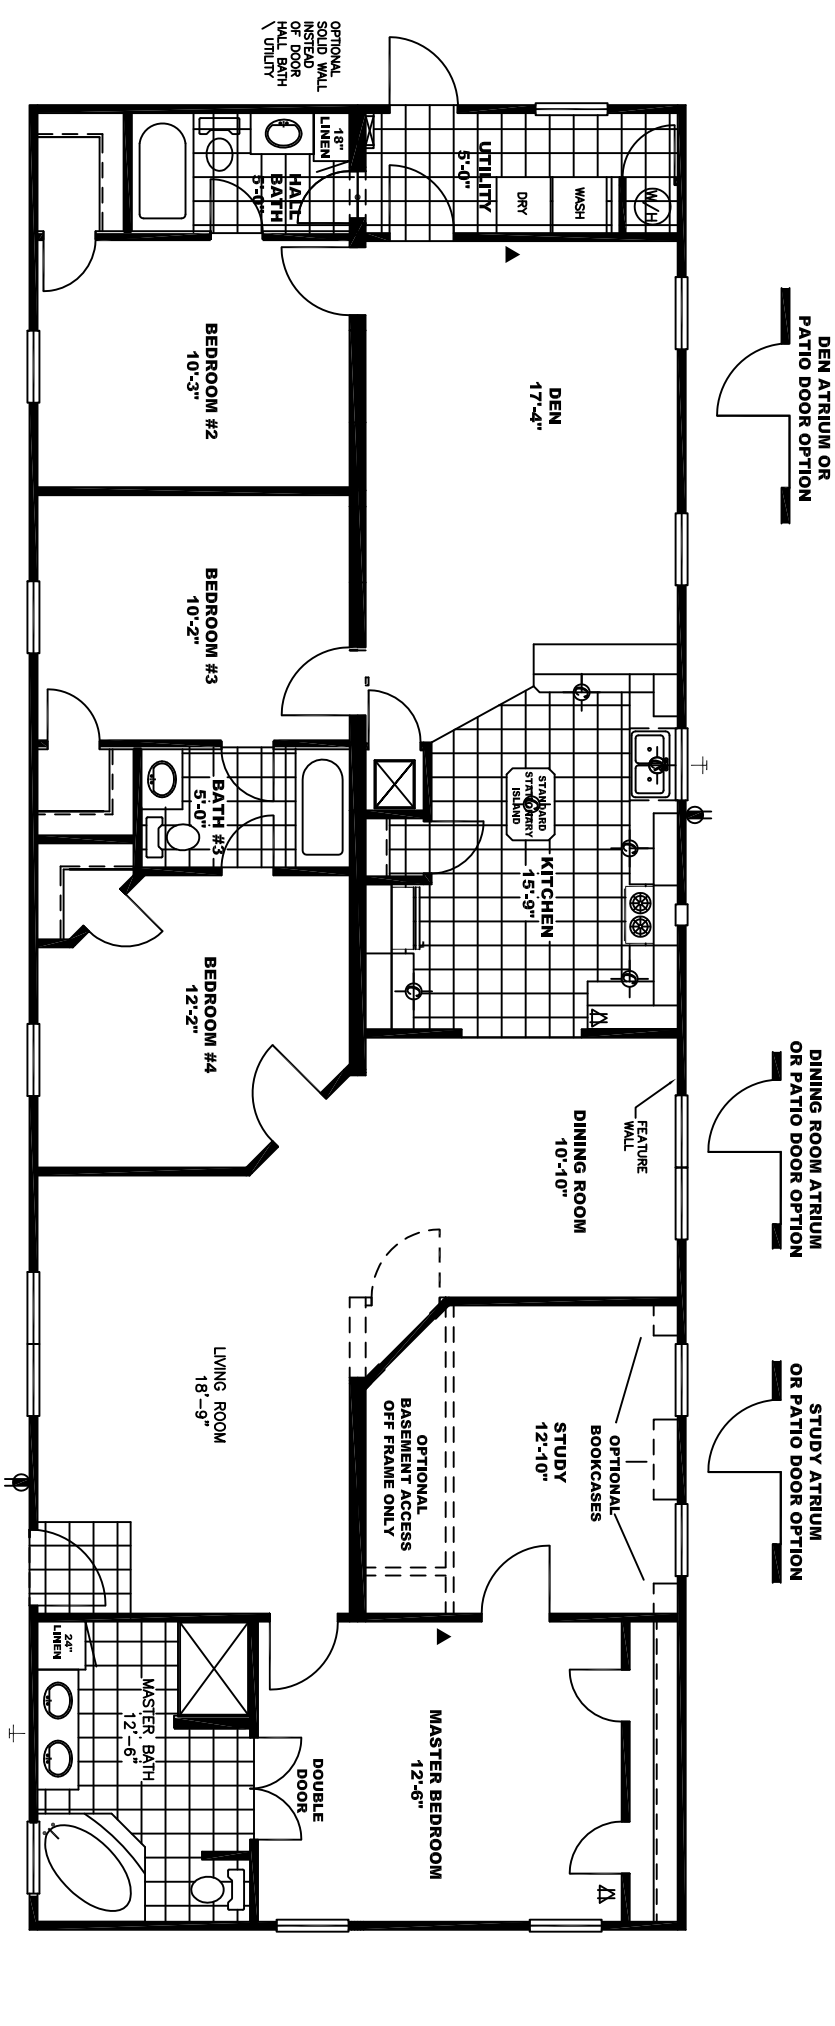 OPTIONAL
SOLID WALL
INSTEAD
OF DOOR
HALL BATH
/ UTILITY
18"
LINEN
HALL
BATH
5'-0"
UTILITY
5'-0"
DRY
WASH
W/H
DEN ATRIUM OR
PATIO DOOR OPTION
BEDROOM #2
10'-3"
DEN
17'-4"
BEDROOM #3
10'-2"
BATH #3
5'-0"
STANDARD
STATIONARY
ISLAND
KITCHEN
15'-9"
BEDROOM #4
12'-2"
DINING ROOM
10'-10"
FEATURE
WALL
DINING ROOM ATRIUM
OR PATIO DOOR OPTION
LIVING ROOM
18'-9"
OPTIONAL
BASEMENT ACCESS
OFF FRAME ONLY
STUDY
12'-10"
OPTIONAL
BOOKCASES
STUDY ATRIUM
OR PATIO DOOR OPTION
24"
LINEN
MASTER BATH
12'-6"
DOUBLE
DOOR
MASTER BEDROOM
12'-6"